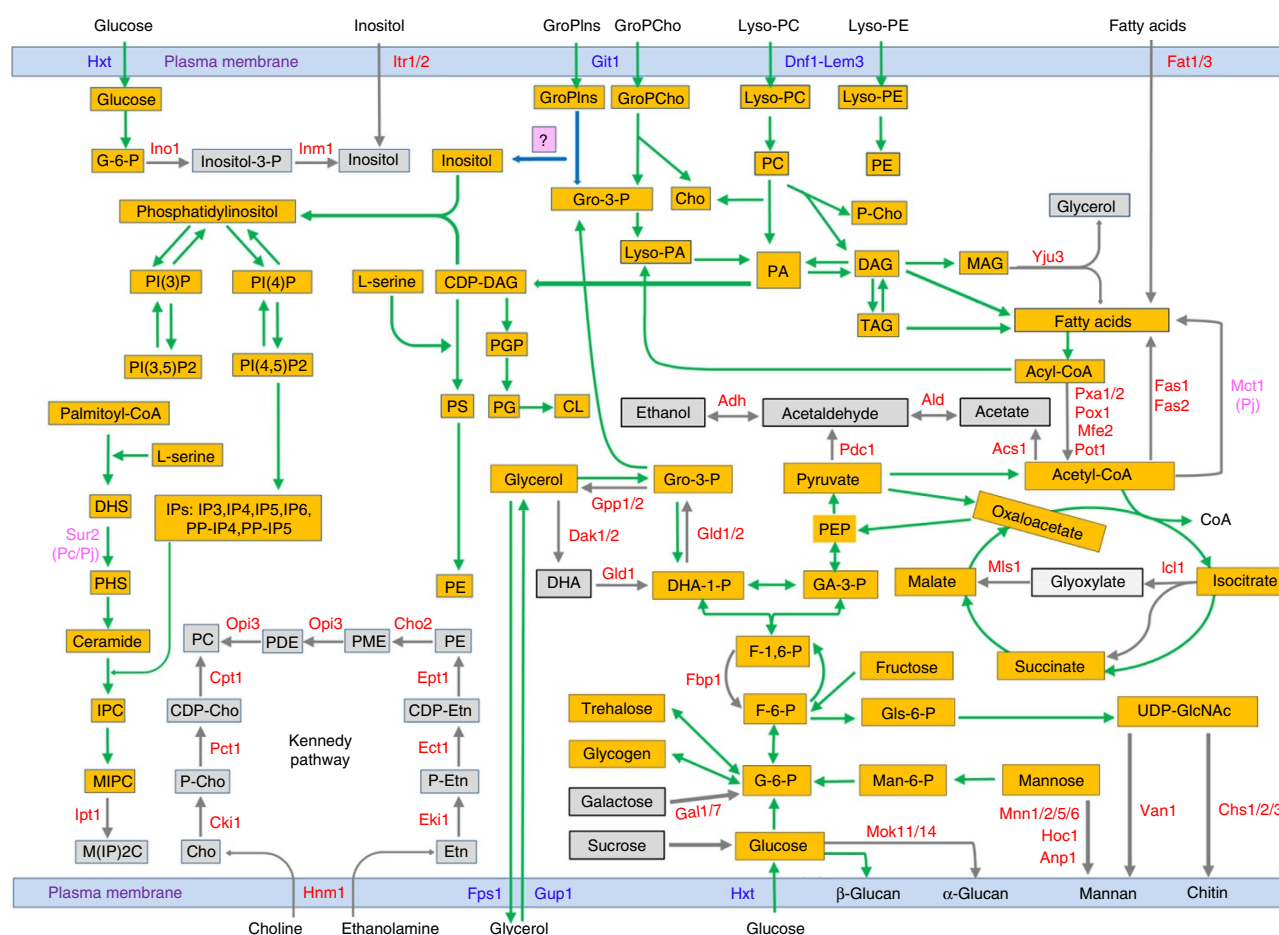 Glucose
Inositol
GroPIns
GroPCho
Lyso-PC
Lyso-PE
Fatty acids
Hxt
Plasma membrane
Itr1/2
Git1
Dnf1-Lem3
Fat1/3
Glucose
GroPIns
GroPCho
Lyso-PC
Lyso-PE
G-6-P
Ino1
Inositol-3-P
Inm1
Inositol
Inositol
?
PC
PE
Phosphatidylinositol
Gro-3-P
Cho
P-Cho
Glycerol
Lyso-PA
PA
DAG
MAG
Yju3
PI(3)P
PI(4)P
L-serine
CDP-DAG
TAG
Fatty acids
PI(3,5)P2
PI(4,5)P2
PGP
Acyl-CoA
Palmitoyl-CoA
PS
PG
CL
Ethanol
Adh
Acetaldehyde
Ald
Acetate
Pxa1/2
Pox1
Mfe2
Pot1
Fas1
Fas2
Mct1
(Pj)
L-serine
Pdc1
Acs1
DHS
IPs: IP3,IP4,IP5,IP6,
PP-IP4,PP-IP5
Glycerol
Gpp1/2
Gro-3-P
Pyruvate
Acetyl-CoA
Sur2
(Pc/Pj)
Dak1/2
Gld1/2
PEP
Oxaloacetate
CoA
PHS
PE
DHA
Gld1
DHA-1-P
GA-3-P
Malate
Mls1
Glyoxylate
Icl1
Isocitrate
Ceramide
PC
Opi3
PDE
Opi3
PME
Cho2
PE
F-1,6-P
Fructose
Succinate
Cpt1
Ept1
Fbp1
IPC
CDP-Cho
CDP-Etn
Trehalose
F-6-P
Gls-6-P
UDP-GlcNAc
Pct1
Kennedy
pathway
Ect1
Glycogen
MIPC
P-Cho
P-Etn
G-6-P
Man-6-P
Mannose
Ipt1
Cki1
Eki1
Galactose
Gal1/7
Mnn1/2/5/6
Hoc1
Anp1
Van1
Chs1/2/3
M(IP)2C
Cho
Etn
Sucrose
Glucose
Mok11/14
Plasma membrane
Hnm1
Fps1
Gup1
Hxt
β-Glucan
α-Glucan
Mannan
Chitin
Choline
Ethanolamine
Glycerol
Glucose